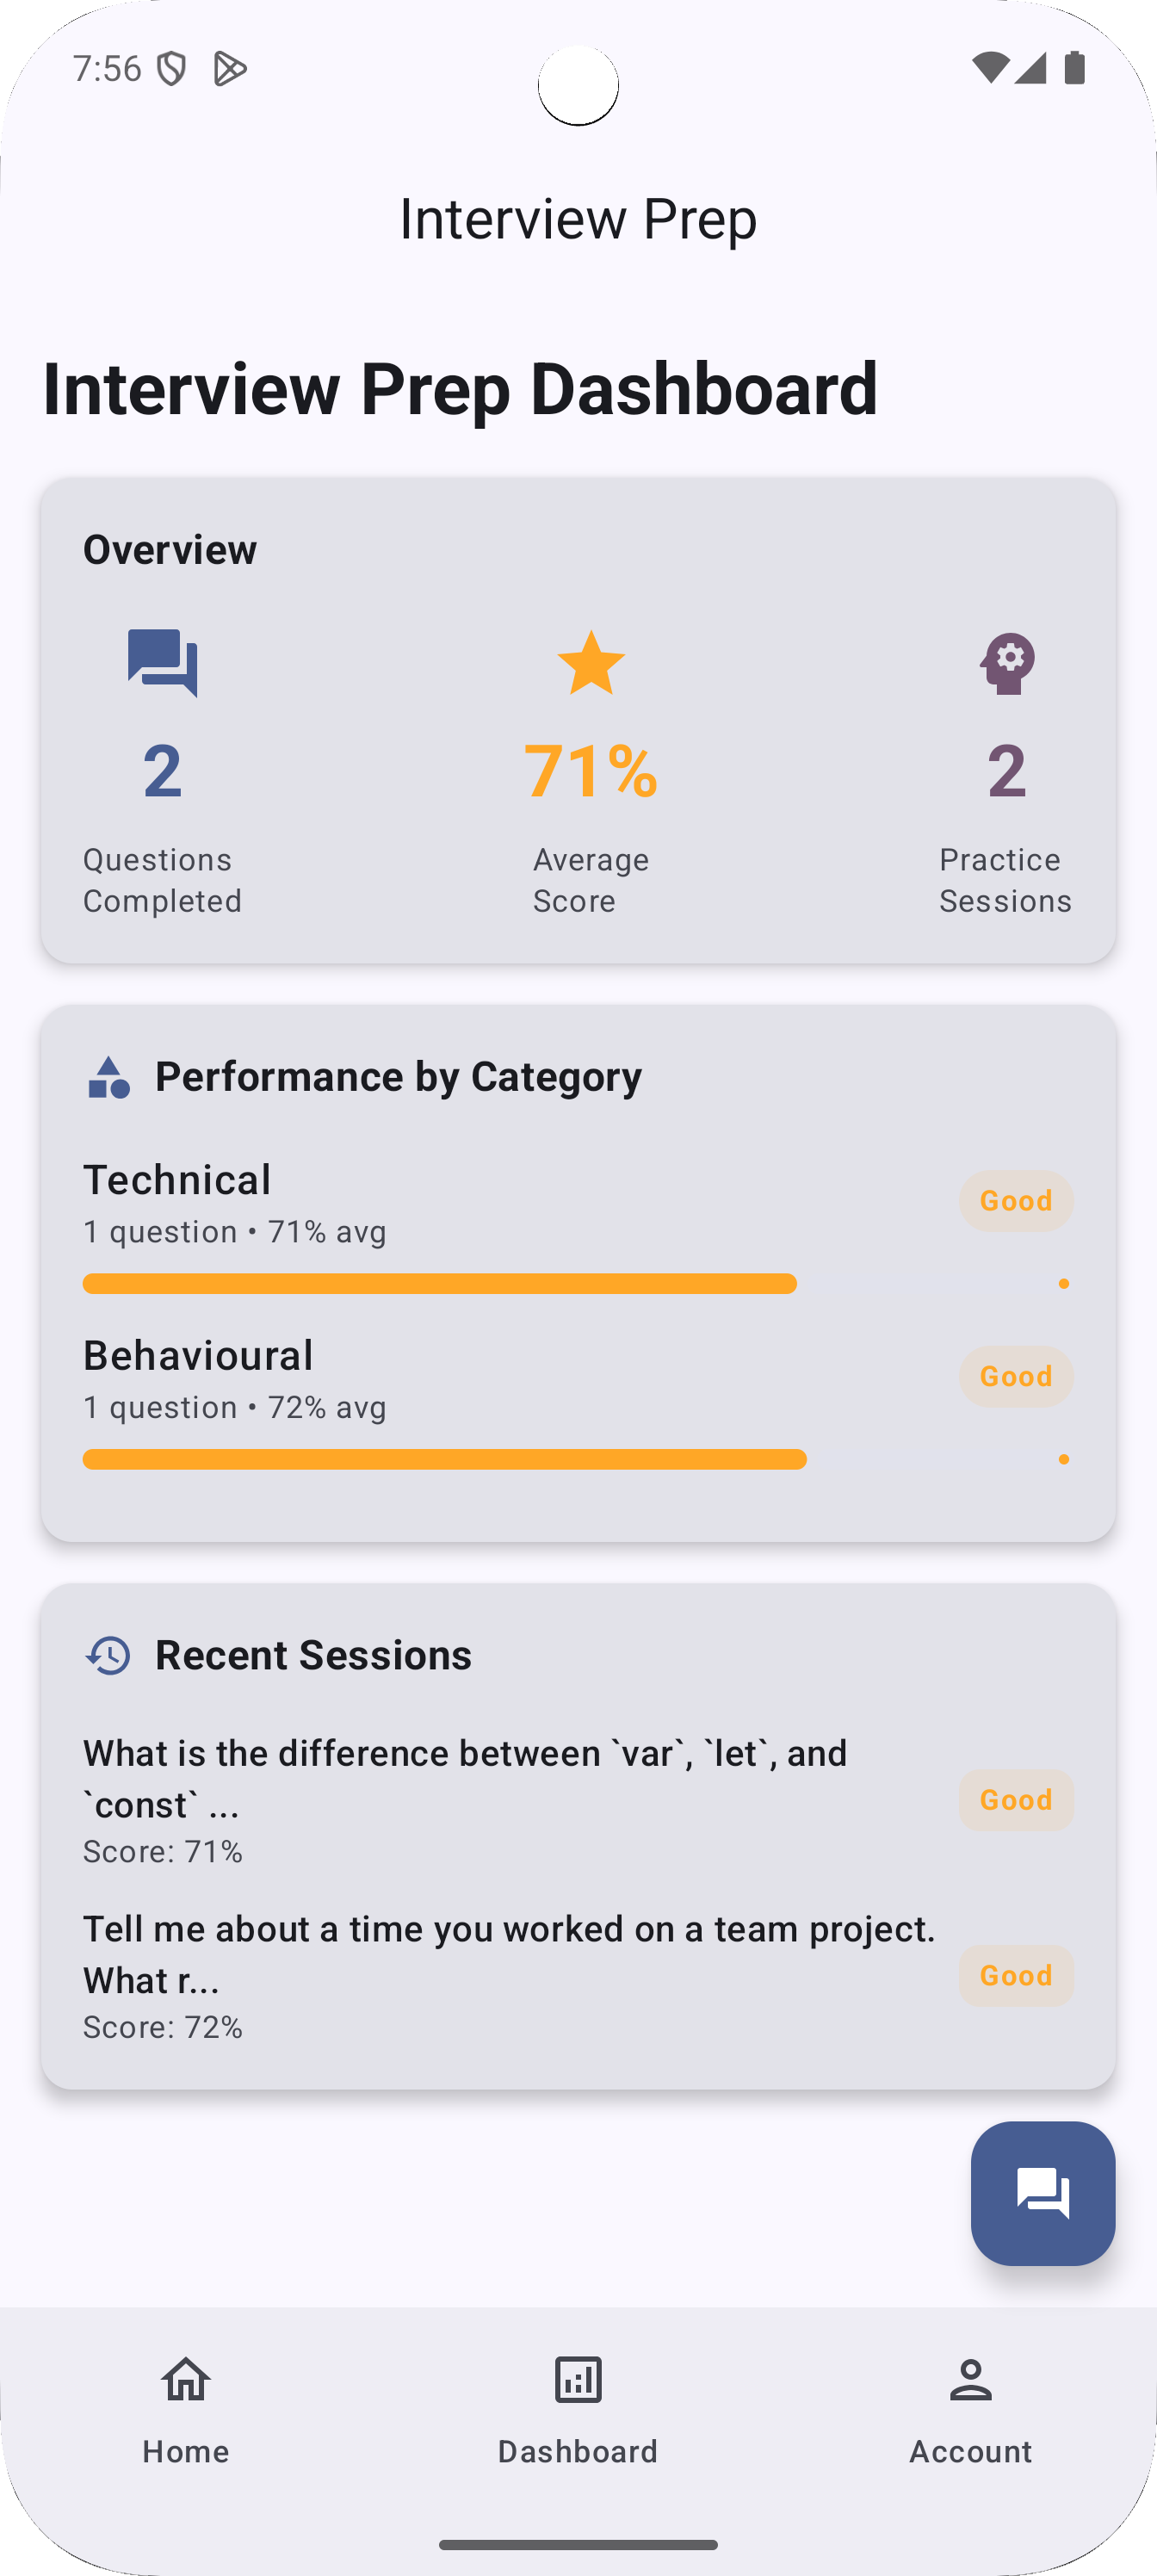 7:56
Interview Prep
Interview Prep Dashboard
Overview
2
71%
2
Questions
Completed
Average
Score
Practice
Sessions
Performance by Category
Technical
1 question • 71% avg
Good
Behavioural
1 question • 72% avg
Good
Recent Sessions
What is the difference between `var`, `let`, and
`const` ...
Score: 71%
Good
Tell me about a time you worked on a team project.
What r...
Score: 72%
Good
Home
Dashboard
Account